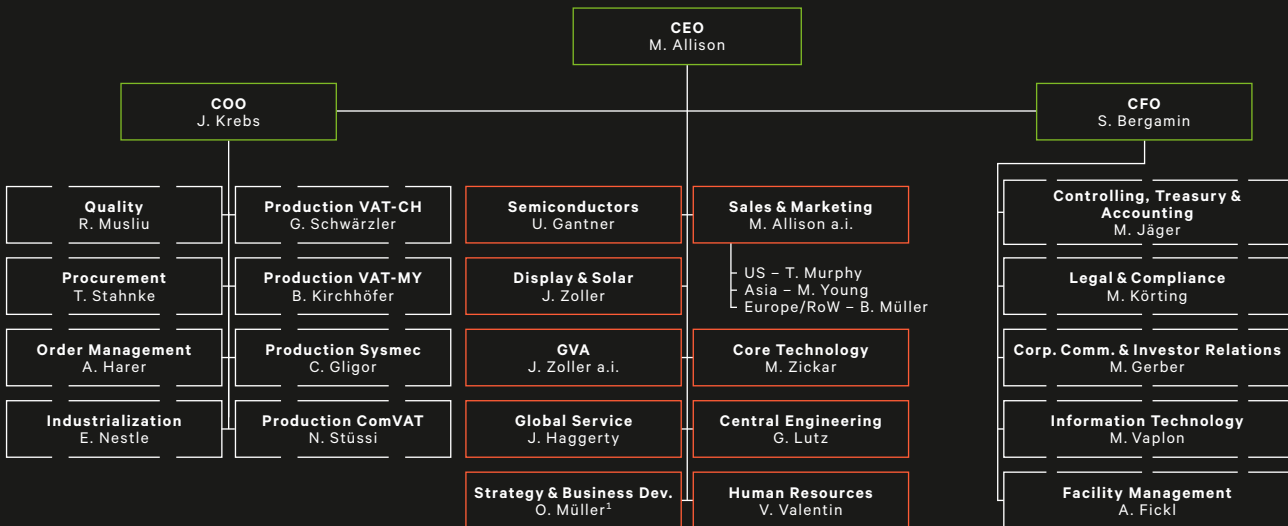 CEO
M. Allison
COO
J. Krebs
CFO
S. Bergamin
Quality
R. Musliu
Production VAT-CH
G. Schwärzler
Semiconductors
U. Gantner
Sales & Marketing
M. Allison a.i.
Controlling, Treasury &
Accounting
M. Jäger
Procurement
T. Stahnke
Production VAT-MY
B. Kirchhöfer
Display & Solar
J. Zoller
US – T. Murphy
Asia – M. Young
Europe/RoW – B. Müller
Legal & Compliance
M. Körting
Order Management
A. Harer
Production Sysmec
C. Gligor
GVA
J. Zoller a.i.
Core Technology
M. Zickar
Corp. Comm. & Investor Relations
M. Gerber
Industrialization
E. Nestle
Production ComVAT
N. Stüssi
Global Service
J. Haggerty
Central Engineering
G. Lutz
Information Technology
M. Vaplon
Strategy & Business Dev.
O. Müller¹
Human Resources
V. Valentin
Facility Management
A. Fickl